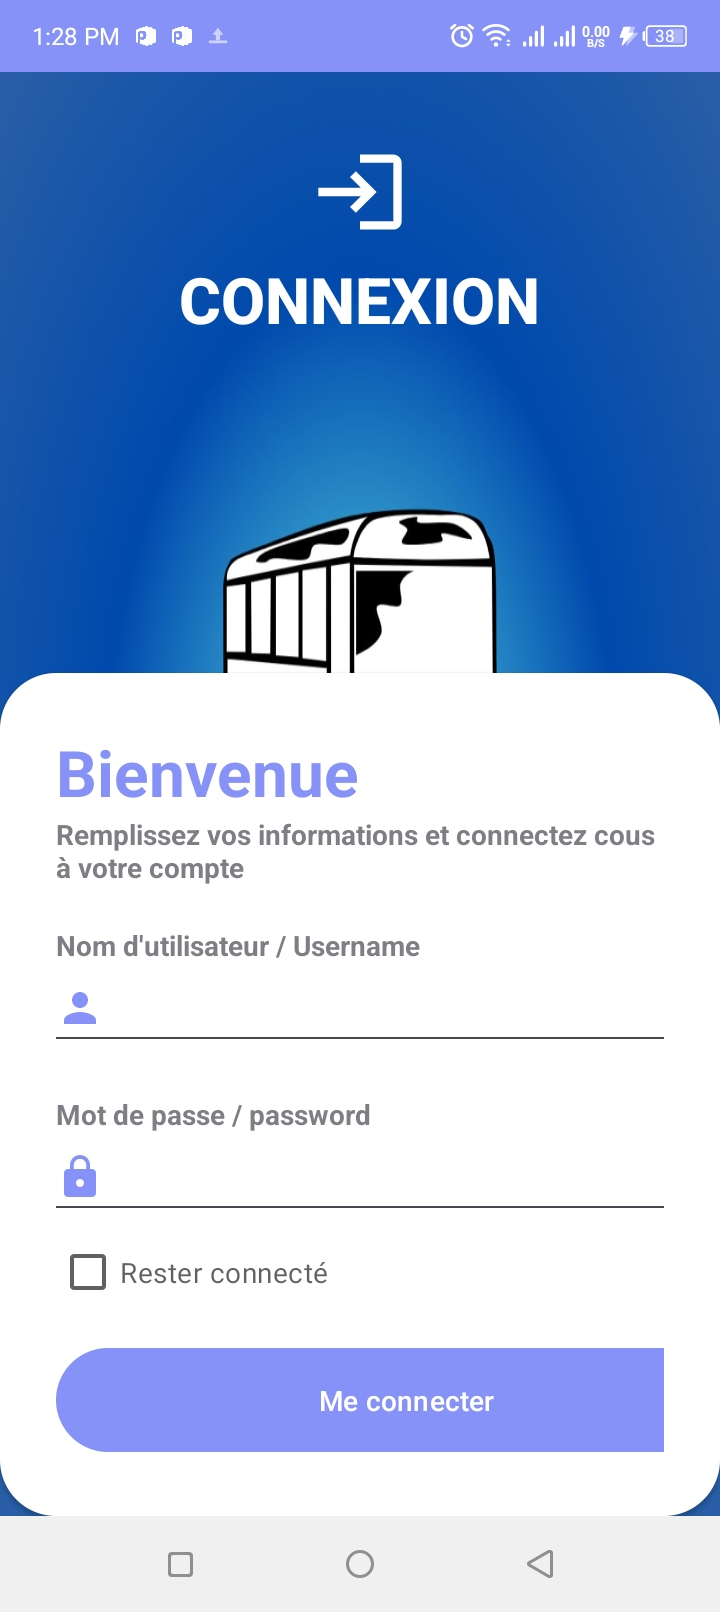 1:28 PM
0.00
B/S
38
CONNEXION
Bienvenue
Remplissez vos informations et connectez cous
à votre compte
Nom d'utilisateur / Username
Mot de passe / password
Rester connecté
Me connecter